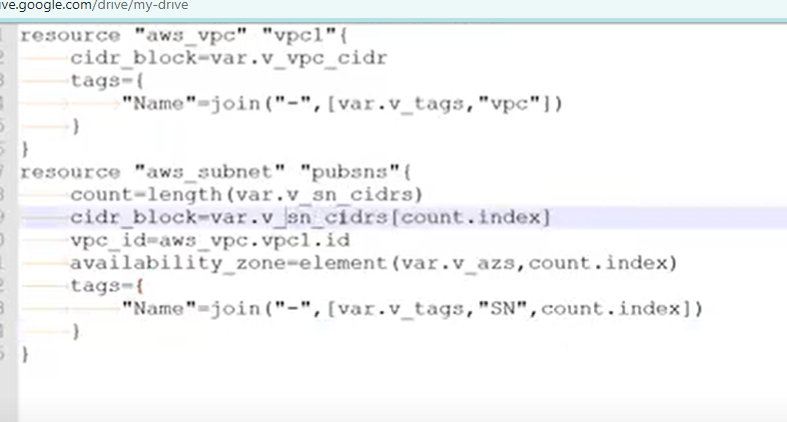 ve.google.com/drive/my-drive
resource "aws_vpc" "vpc1"{
cidr_block=var.v_vpc_cidr
tags={
"Name"=join("-",[var.v_tags,"vpc"])
}
}
resource "aws_subnet" "pubsns"{
count=length(var.v_sn_cidrs)
cidr_block=var.v_sn_cidrs[count.index]
vpc_id=aws_vpc.vpc1.id
availability_zone=element(var.v_azs,count.index)
tags={
"Name"=join("-",[var.v_tags,"SN",count.index])
}
}